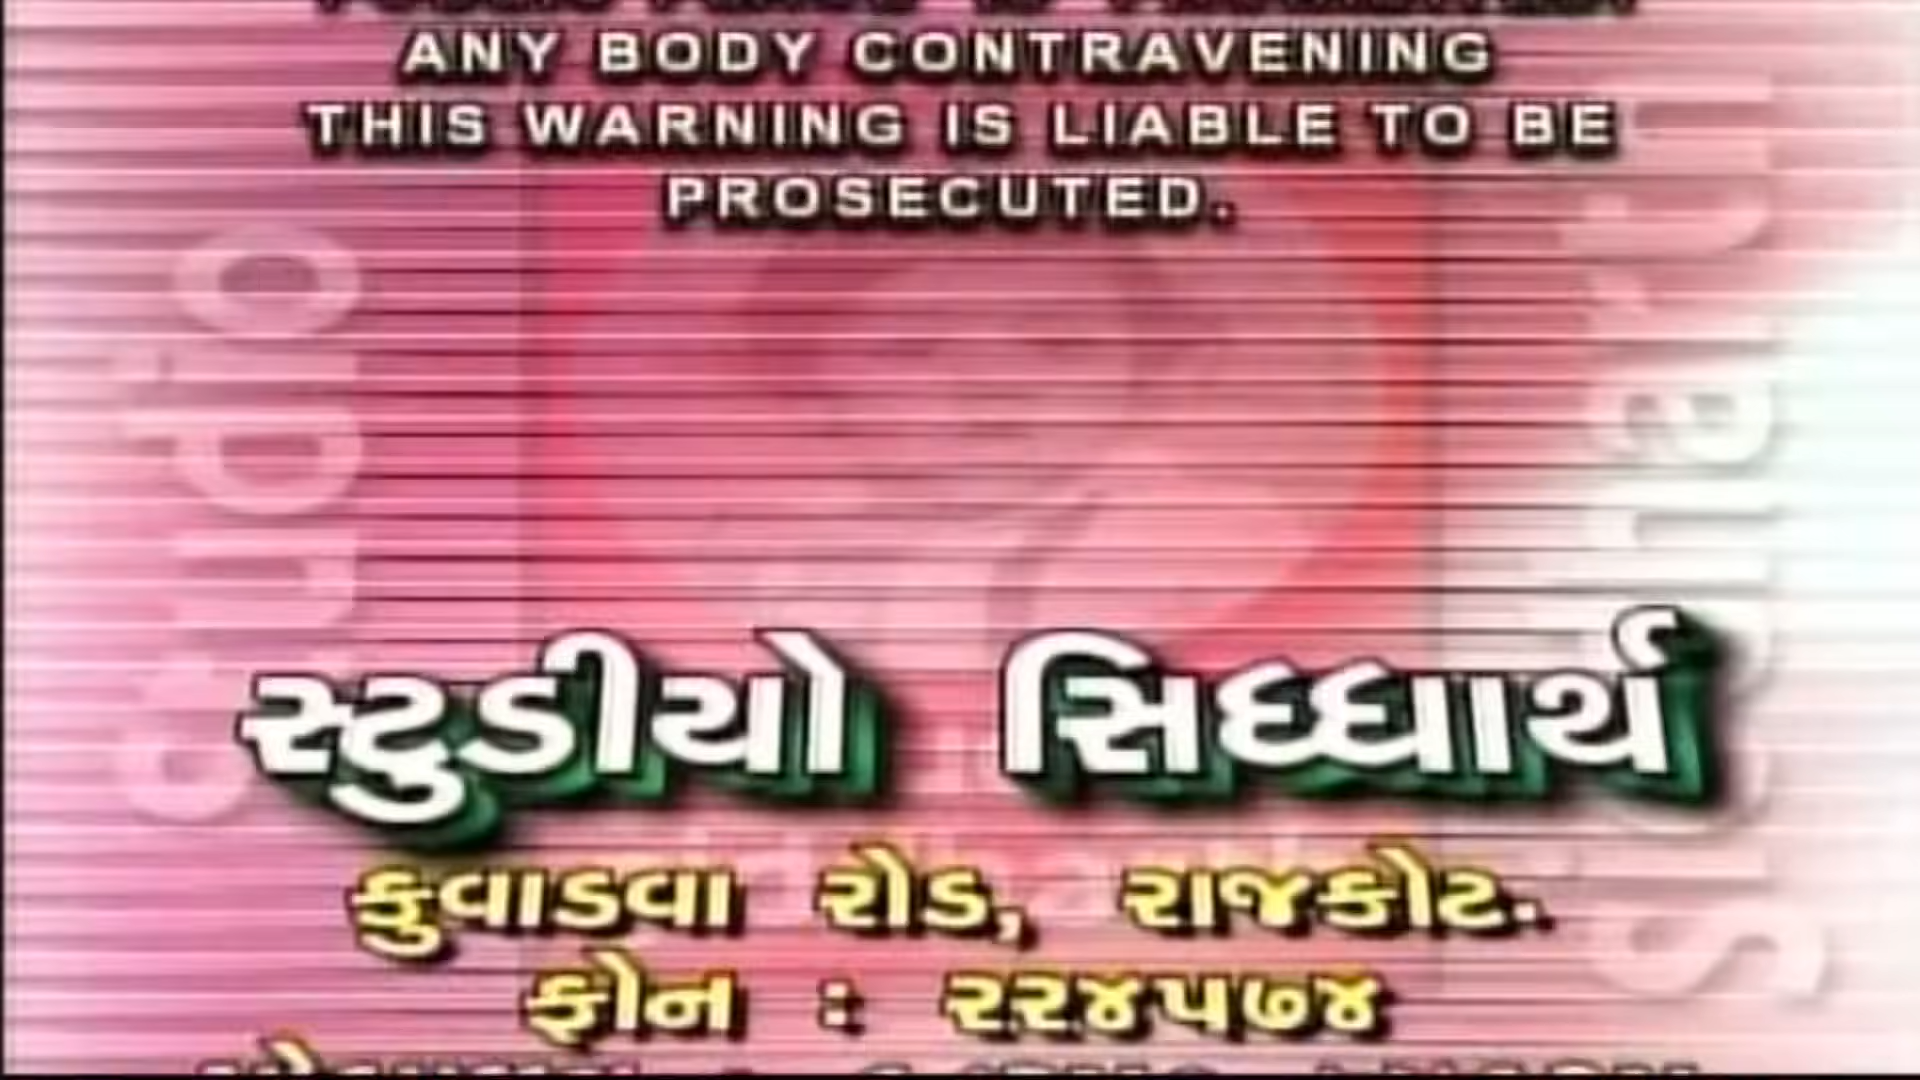 ANY BODY CONTRAVENING
THIS WARNING IS LIABLE TO BE
PROSECUTED.
સ્ટુડીયો સિધ્ધાર્થ
કુવાડવા રોડ, રાજકોટ.
ફોન : ૨૨૪૫૭૪